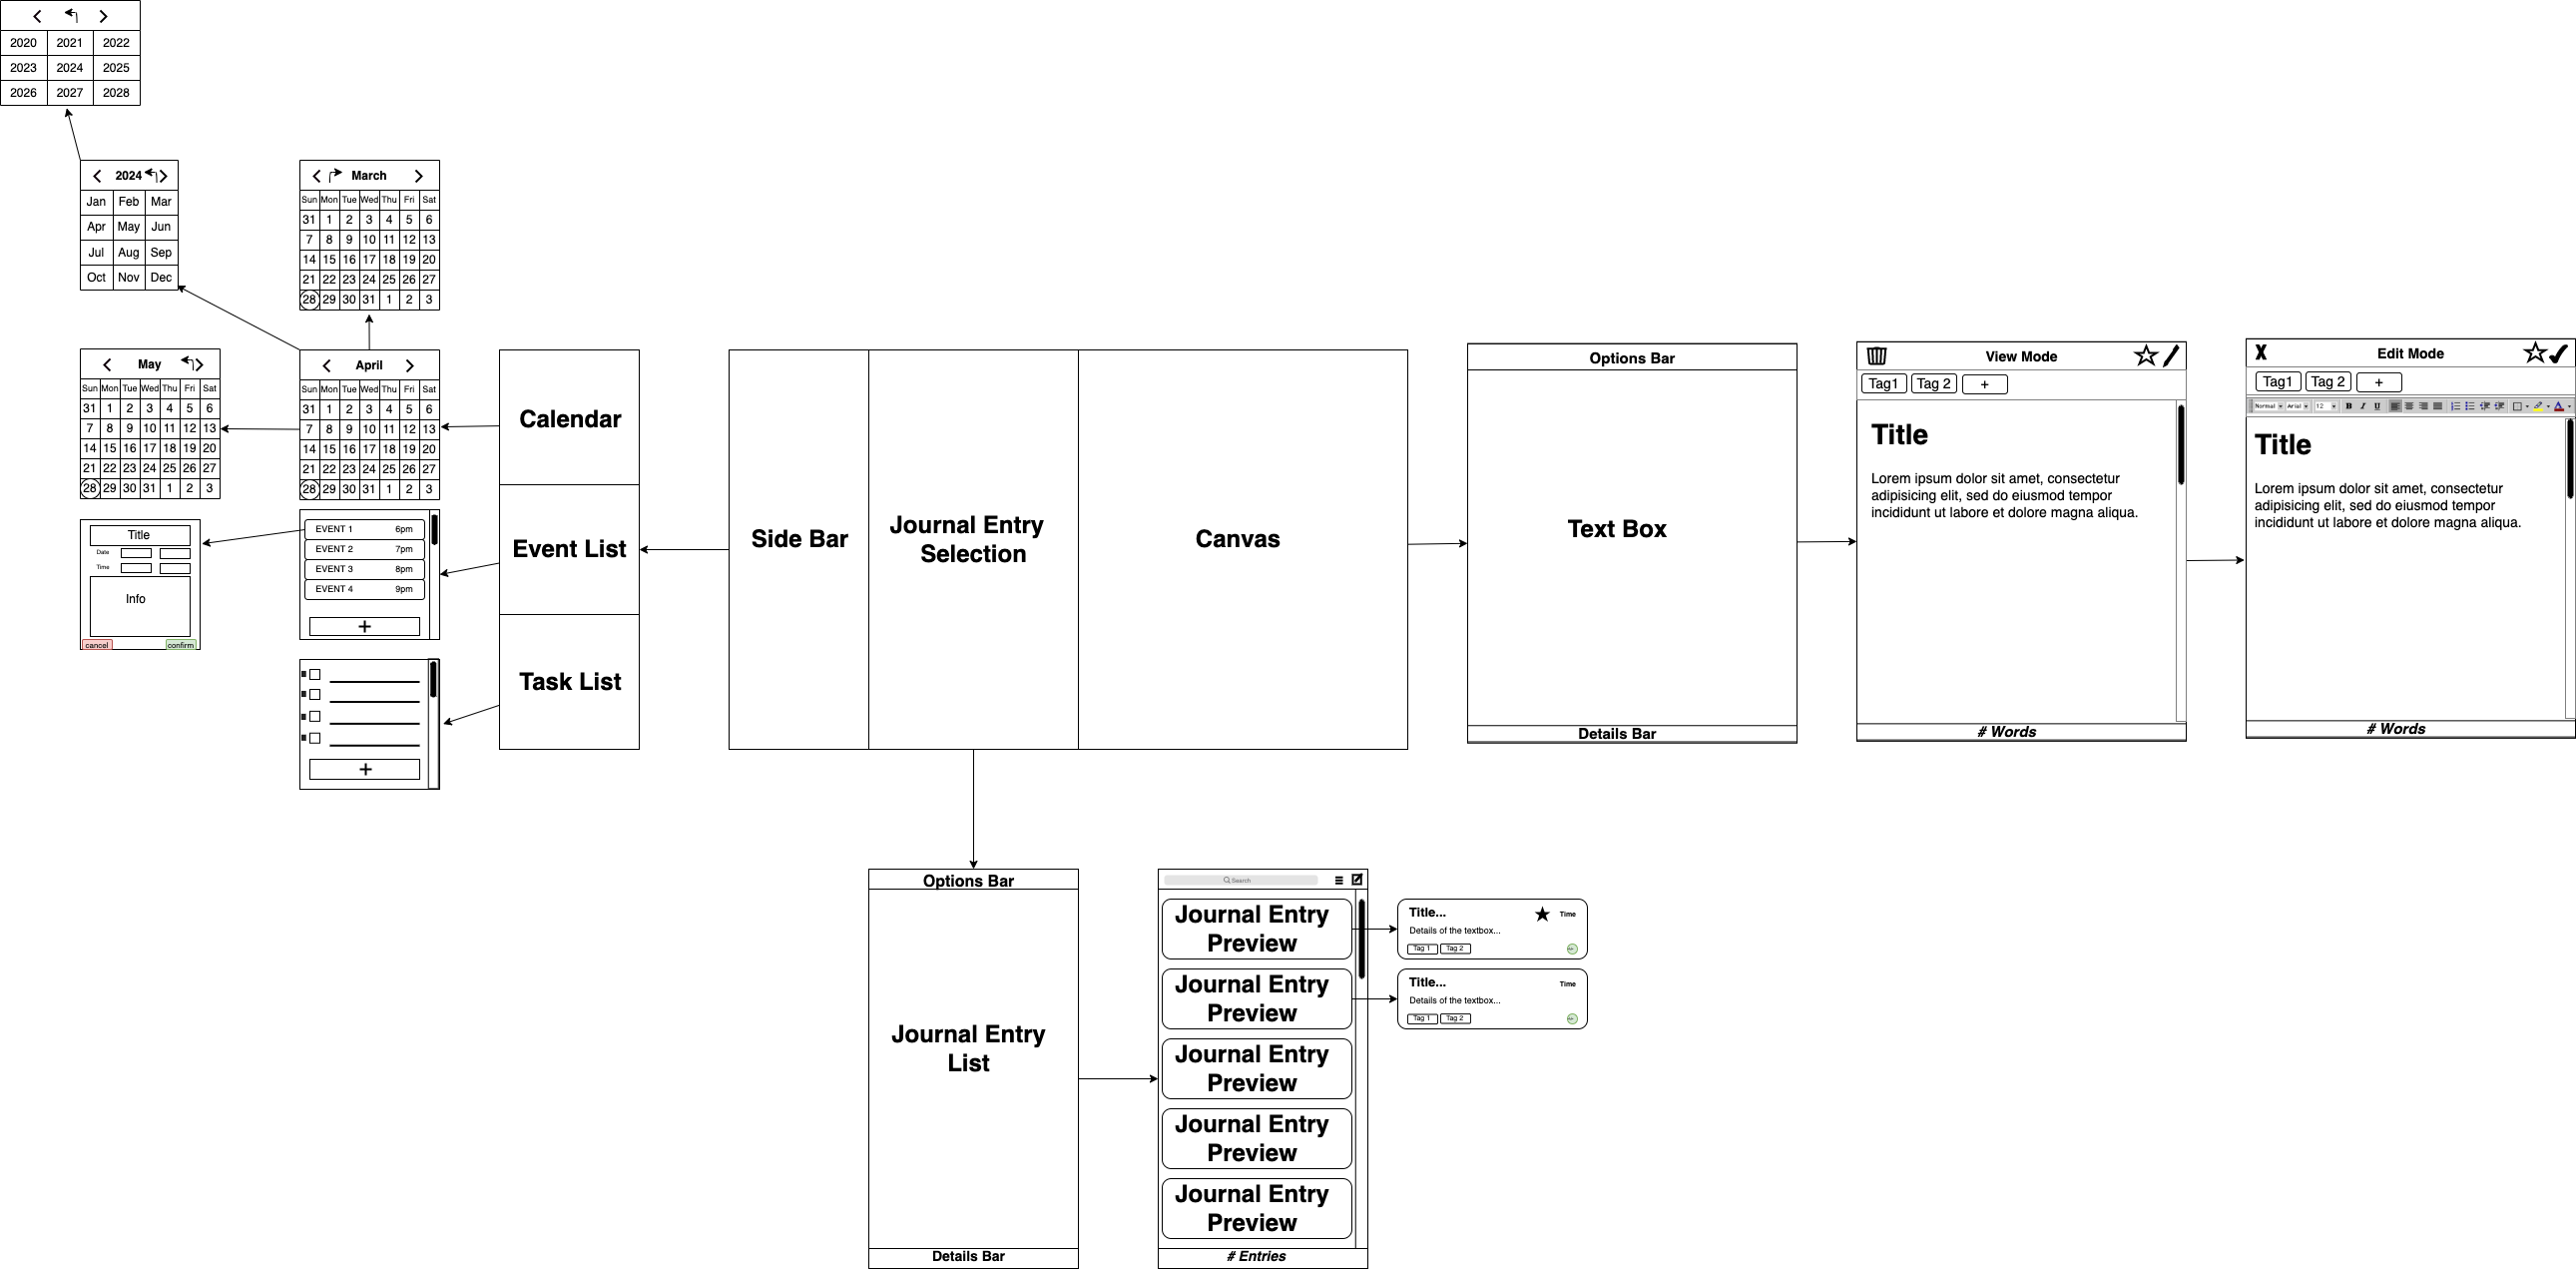 2020 2021 2022
2023 2024 2025
2026 2027 2028
2024
Jan Feb Mar
Apr May Jun
Jul Aug Sep
Oct Nov Dec
March
Sun Mon Tue Wed Thu Fri Sat
31 1 2 3 4 5 6
7 8 9 10 11 12 13
14 15 16 17 18 19 20
21 22 23 24 25 26 27
28 29 30 31 1 2 3
May
Sun Mon Tue Wed Thu Fri Sat
31 1 2 3 4 5 6
7 8 9 10 11 12 13
14 15 16 17 18 19 20
21 22 23 24 25 26 27
28 29 30 31 1 2 3
April
Sun Mon Tue Wed Thu Fri Sat
31 1 2 3 4 5 6
7 8 9 10 11 12 13
14 15 16 17 18 19 20
21 22 23 24 25 26 27
28 29 30 31 1 2 3
Title
Date
Time
Info
cancel confirm
EVENT 1 6pm
EVENT 2 7pm
EVENT 3 8pm
EVENT 4 9pm
+
+
Calendar
Event List
Task List
Side Bar
Journal Entry
Selection
Canvas
Options Bar
Text Box
Details Bar
View Mode
Tag1 Tag 2 +
Title
Lorem ipsum dolor sit amet, consectetur
adipisicing elit, sed do eiusmod tempor
incididunt ut labore et dolore magna aliqua.
# Words
X Edit Mode
Tag1 Tag 2 +
Normal Arial 12 B I U A
Title
Lorem ipsum dolor sit amet, consectetur
adipisicing elit, sed do eiusmod tempor
incididunt ut labore et dolore magna aliqua.
# Words
Options Bar
Journal Entry
List
Details Bar
Search
Journal Entry
Preview
Journal Entry
Preview
Journal Entry
Preview
Journal Entry
Preview
Journal Entry
Preview
# Entries
Title... Time
Details of the textbox...
Tag 1 Tag 2
Title... Time
Details of the textbox...
Tag 1 Tag 2